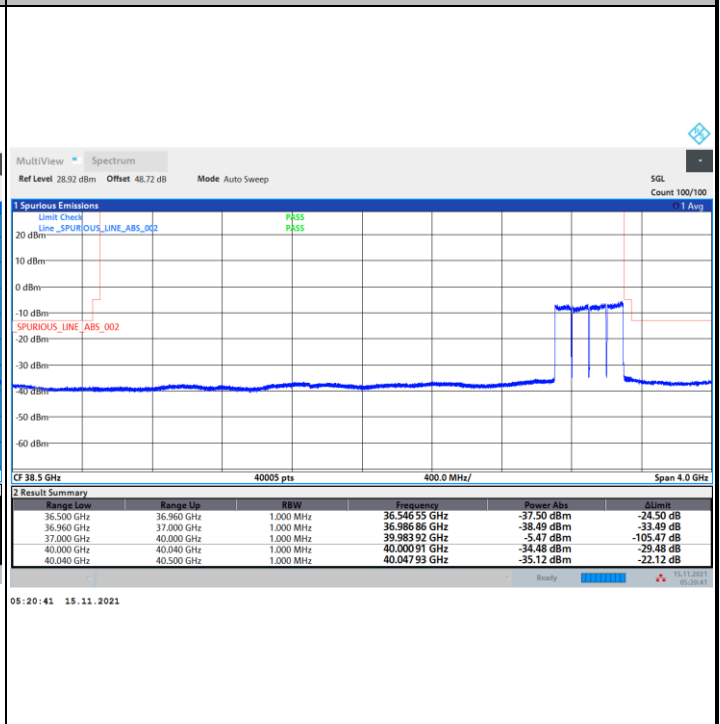 MultiView Spectrum
Ref Level 28.92 dBm Offset 48.72 dB Mode Auto Sweep SGL
Count 100/100
1 Spurious Emissions 1 Avg
Limit Check PASS
Line _SPURIOUS_LINE_ABS_002 PASS
20 dBm
10 dBm
0 dBm
-10 dBm
_SPURIOUS_LINE_ABS_002
-20 dBm
-30 dBm
-40 dBm
-50 dBm
-60 dBm
CF 38.5 GHz 40005 pts 400.0 MHz/ Span 4.0 GHz
2 Result Summary
Range Low Range Up RBW Frequency Power Abs ΔLimit
36.500 GHz 36.960 GHz 1.000 MHz 36.546 55 GHz -37.50 dBm -24.50 dB
36.960 GHz 37.000 GHz 1.000 MHz 36.986 86 GHz -38.49 dBm -33.49 dB
37.000 GHz 40.000 GHz 1.000 MHz 39.983 92 GHz -5.47 dBm -105.47 dB
40.000 GHz 40.040 GHz 1.000 MHz 40.000 91 GHz -34.48 dBm -29.48 dB
40.040 GHz 40.500 GHz 1.000 MHz 40.047 93 GHz -35.12 dBm -22.12 dB
Ready 15.11.2021
05:20:41
05:20:41 15.11.2021